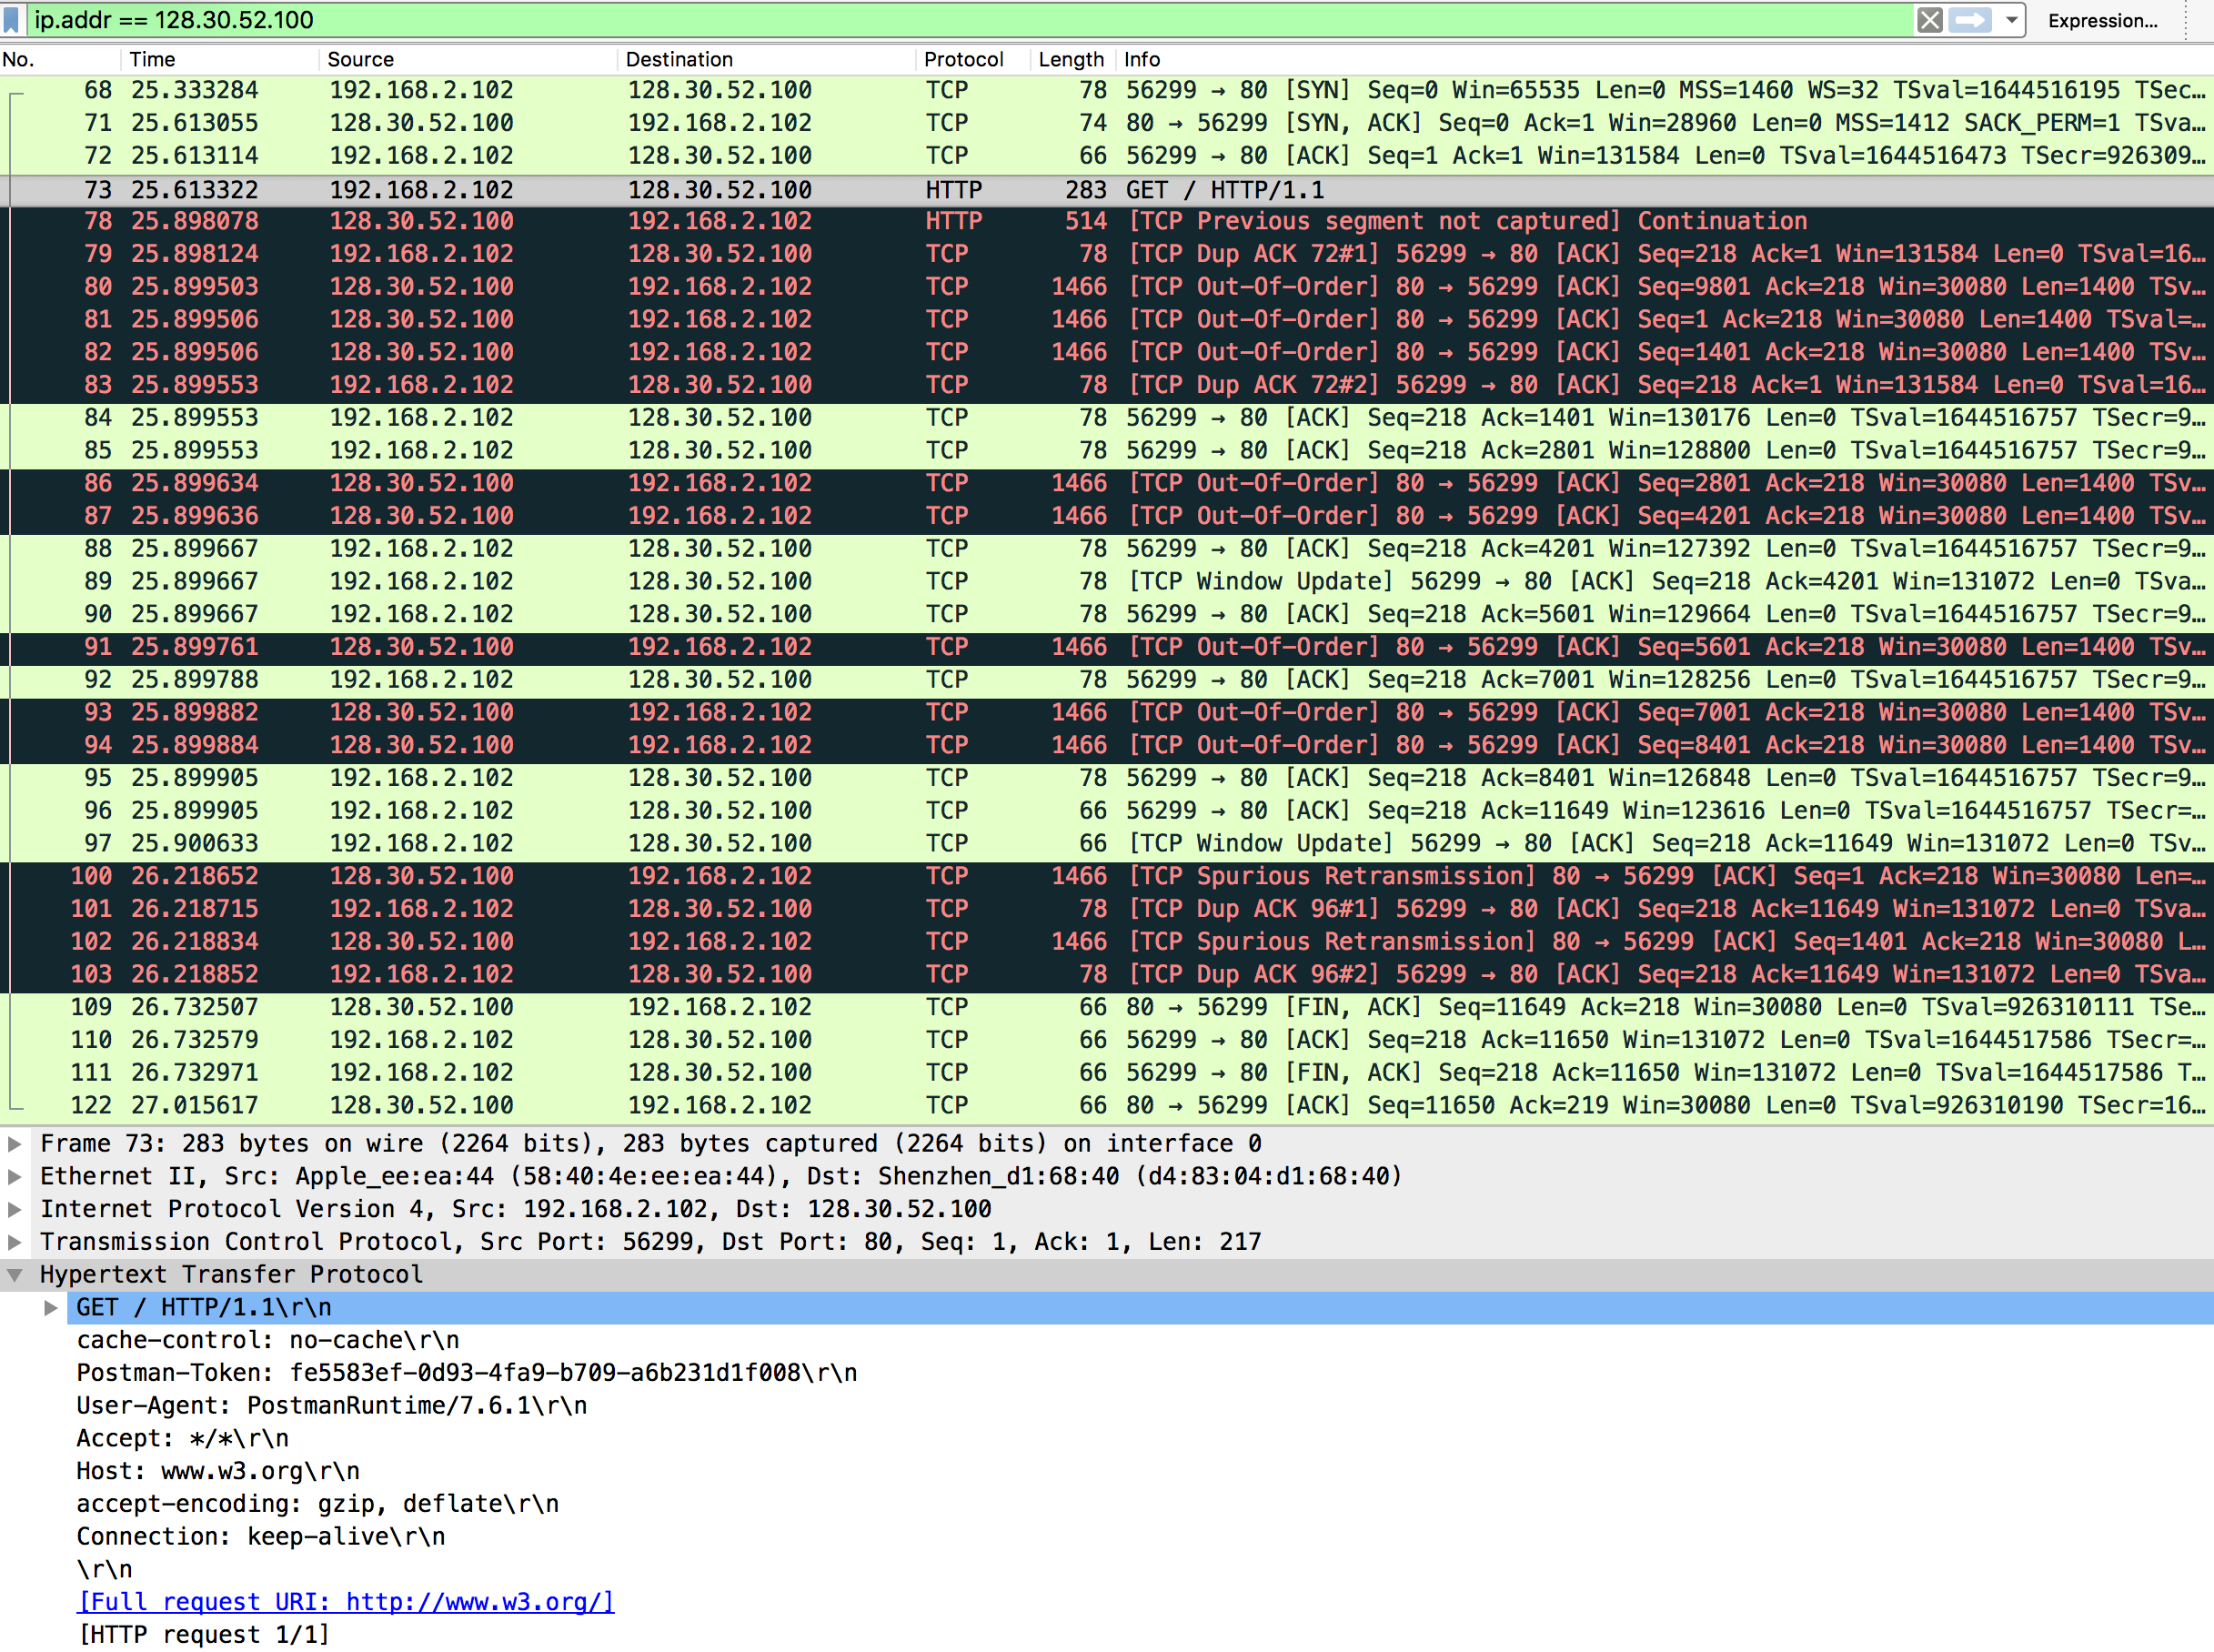 ip.addr == 128.30.52.100 Expression...
No. Time Source Destination Protocol Length Info
68 25.333284 192.168.2.102 128.30.52.100 TCP 78 56299 → 80 [SYN] Seq=0 Win=65535 Len=0 MSS=1460 WS=32 TSval=1644516195 TSec…
71 25.613055 128.30.52.100 192.168.2.102 TCP 74 80 → 56299 [SYN, ACK] Seq=0 Ack=1 Win=28960 Len=0 MSS=1412 SACK_PERM=1 TSva…
72 25.613114 192.168.2.102 128.30.52.100 TCP 66 56299 → 80 [ACK] Seq=1 Ack=1 Win=131584 Len=0 TSval=1644516473 TSecr=926309…
73 25.613322 192.168.2.102 128.30.52.100 HTTP 283 GET / HTTP/1.1
78 25.898078 128.30.52.100 192.168.2.102 HTTP 514 [TCP Previous segment not captured] Continuation
79 25.898124 192.168.2.102 128.30.52.100 TCP 78 [TCP Dup ACK 72#1] 56299 → 80 [ACK] Seq=218 Ack=1 Win=131584 Len=0 TSval=16…
80 25.899503 128.30.52.100 192.168.2.102 TCP 1466 [TCP Out-Of-Order] 80 → 56299 [ACK] Seq=9801 Ack=218 Win=30080 Len=1400 TSv…
81 25.899506 128.30.52.100 192.168.2.102 TCP 1466 [TCP Out-Of-Order] 80 → 56299 [ACK] Seq=1 Ack=218 Win=30080 Len=1400 TSval=…
82 25.899506 128.30.52.100 192.168.2.102 TCP 1466 [TCP Out-Of-Order] 80 → 56299 [ACK] Seq=1401 Ack=218 Win=30080 Len=1400 TSv…
83 25.899553 192.168.2.102 128.30.52.100 TCP 78 [TCP Dup ACK 72#2] 56299 → 80 [ACK] Seq=218 Ack=1 Win=131584 Len=0 TSval=16…
84 25.899553 192.168.2.102 128.30.52.100 TCP 78 56299 → 80 [ACK] Seq=218 Ack=1401 Win=130176 Len=0 TSval=1644516757 TSecr=9…
85 25.899553 192.168.2.102 128.30.52.100 TCP 78 56299 → 80 [ACK] Seq=218 Ack=2801 Win=128800 Len=0 TSval=1644516757 TSecr=9…
86 25.899634 128.30.52.100 192.168.2.102 TCP 1466 [TCP Out-Of-Order] 80 → 56299 [ACK] Seq=2801 Ack=218 Win=30080 Len=1400 TSv…
87 25.899636 128.30.52.100 192.168.2.102 TCP 1466 [TCP Out-Of-Order] 80 → 56299 [ACK] Seq=4201 Ack=218 Win=30080 Len=1400 TSv…
88 25.899667 192.168.2.102 128.30.52.100 TCP 78 56299 → 80 [ACK] Seq=218 Ack=4201 Win=127392 Len=0 TSval=1644516757 TSecr=9…
89 25.899667 192.168.2.102 128.30.52.100 TCP 78 [TCP Window Update] 56299 → 80 [ACK] Seq=218 Ack=4201 Win=131072 Len=0 TSva…
90 25.899667 192.168.2.102 128.30.52.100 TCP 78 56299 → 80 [ACK] Seq=218 Ack=5601 Win=129664 Len=0 TSval=1644516757 TSecr=9…
91 25.899761 128.30.52.100 192.168.2.102 TCP 1466 [TCP Out-Of-Order] 80 → 56299 [ACK] Seq=5601 Ack=218 Win=30080 Len=1400 TSv…
92 25.899788 192.168.2.102 128.30.52.100 TCP 78 56299 → 80 [ACK] Seq=218 Ack=7001 Win=128256 Len=0 TSval=1644516757 TSecr=9…
93 25.899882 128.30.52.100 192.168.2.102 TCP 1466 [TCP Out-Of-Order] 80 → 56299 [ACK] Seq=7001 Ack=218 Win=30080 Len=1400 TSv…
94 25.899884 128.30.52.100 192.168.2.102 TCP 1466 [TCP Out-Of-Order] 80 → 56299 [ACK] Seq=8401 Ack=218 Win=30080 Len=1400 TSv…
95 25.899905 192.168.2.102 128.30.52.100 TCP 78 56299 → 80 [ACK] Seq=218 Ack=8401 Win=126848 Len=0 TSval=1644516757 TSecr=9…
96 25.899905 192.168.2.102 128.30.52.100 TCP 66 56299 → 80 [ACK] Seq=218 Ack=11649 Win=123616 Len=0 TSval=1644516757 TSecr=…
97 25.900633 192.168.2.102 128.30.52.100 TCP 66 [TCP Window Update] 56299 → 80 [ACK] Seq=218 Ack=11649 Win=131072 Len=0 TSv…
100 26.218652 128.30.52.100 192.168.2.102 TCP 1466 [TCP Spurious Retransmission] 80 → 56299 [ACK] Seq=1 Ack=218 Win=30080 Len=…
101 26.218715 192.168.2.102 128.30.52.100 TCP 78 [TCP Dup ACK 96#1] 56299 → 80 [ACK] Seq=218 Ack=11649 Win=131072 Len=0 TSva…
102 26.218834 128.30.52.100 192.168.2.102 TCP 1466 [TCP Spurious Retransmission] 80 → 56299 [ACK] Seq=1401 Ack=218 Win=30080 L…
103 26.218852 192.168.2.102 128.30.52.100 TCP 78 [TCP Dup ACK 96#2] 56299 → 80 [ACK] Seq=218 Ack=11649 Win=131072 Len=0 TSva…
109 26.732507 128.30.52.100 192.168.2.102 TCP 66 80 → 56299 [FIN, ACK] Seq=11649 Ack=218 Win=30080 Len=0 TSval=926310111 TSe…
110 26.732579 192.168.2.102 128.30.52.100 TCP 66 56299 → 80 [ACK] Seq=218 Ack=11650 Win=131072 Len=0 TSval=1644517586 TSecr=…
111 26.732971 192.168.2.102 128.30.52.100 TCP 66 56299 → 80 [FIN, ACK] Seq=218 Ack=11650 Win=131072 Len=0 TSval=1644517586 T…
122 27.015617 128.30.52.100 192.168.2.102 TCP 66 80 → 56299 [ACK] Seq=11650 Ack=219 Win=30080 Len=0 TSval=926310190 TSecr=16…
Frame 73: 283 bytes on wire (2264 bits), 283 bytes captured (2264 bits) on interface 0
Ethernet II, Src: Apple_ee:ea:44 (58:40:4e:ee:ea:44), Dst: Shenzhen_d1:68:40 (d4:83:04:d1:68:40)
Internet Protocol Version 4, Src: 192.168.2.102, Dst: 128.30.52.100
Transmission Control Protocol, Src Port: 56299, Dst Port: 80, Seq: 1, Ack: 1, Len: 217
Hypertext Transfer Protocol
GET / HTTP/1.1\r\n
cache-control: no-cache\r\n
Postman-Token: fe5583ef-0d93-4fa9-b709-a6b231d1f008\r\n
User-Agent: PostmanRuntime/7.6.1\r\n
Accept: */*\r\n
Host: www.w3.org\r\n
accept-encoding: gzip, deflate\r\n
Connection: keep-alive\r\n
\r\n
[Full request URI: http://www.w3.org/]
[HTTP request 1/1]